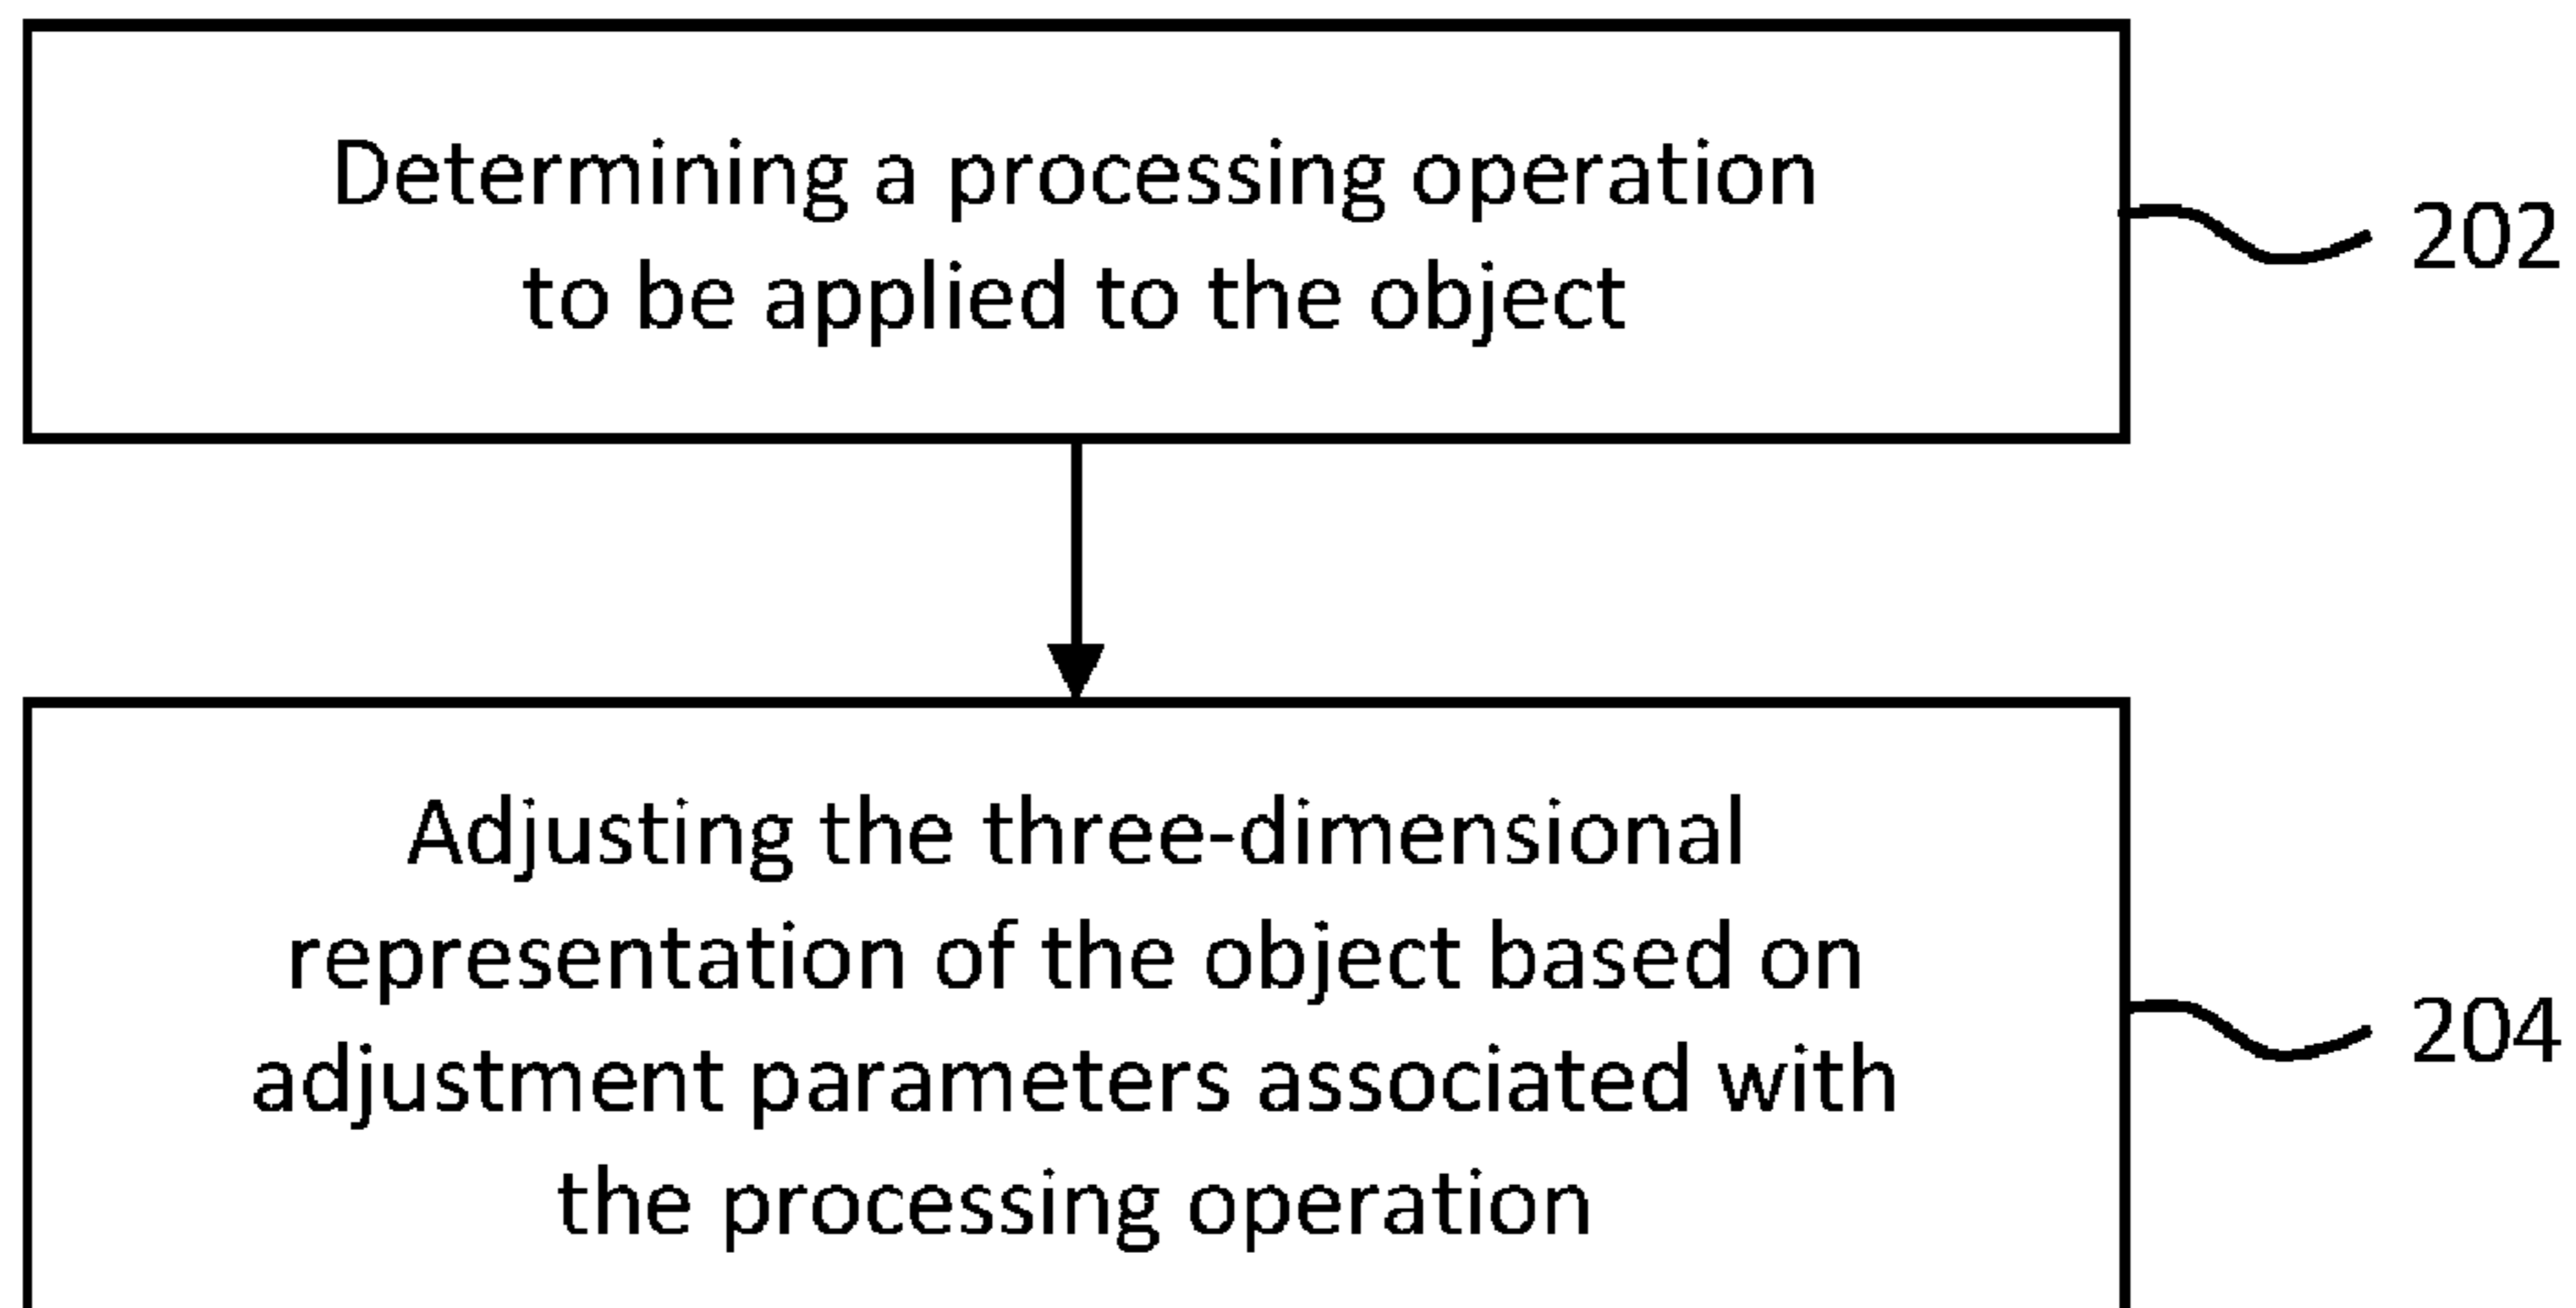 Determining a processing operation
to be applied to the object
202
Adjusting the three-dimensional
representation of the object based on
adjustment parameters associated with
the processing operation
204